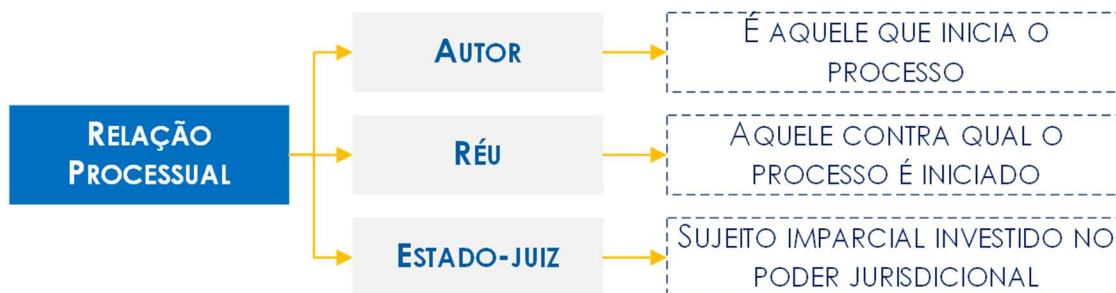 RELAÇÃO
PROCESSUAL
AUTOR
É AQUELE QUE INICIA O
PROCESSO
RÉU
AQUELE CONTRA QUAL O
PROCESSO É INICIADO
ESTADO-JUIZ
SUJEITO IMPARCIAL INVESTIDO NO
PODER JURISDICIONAL